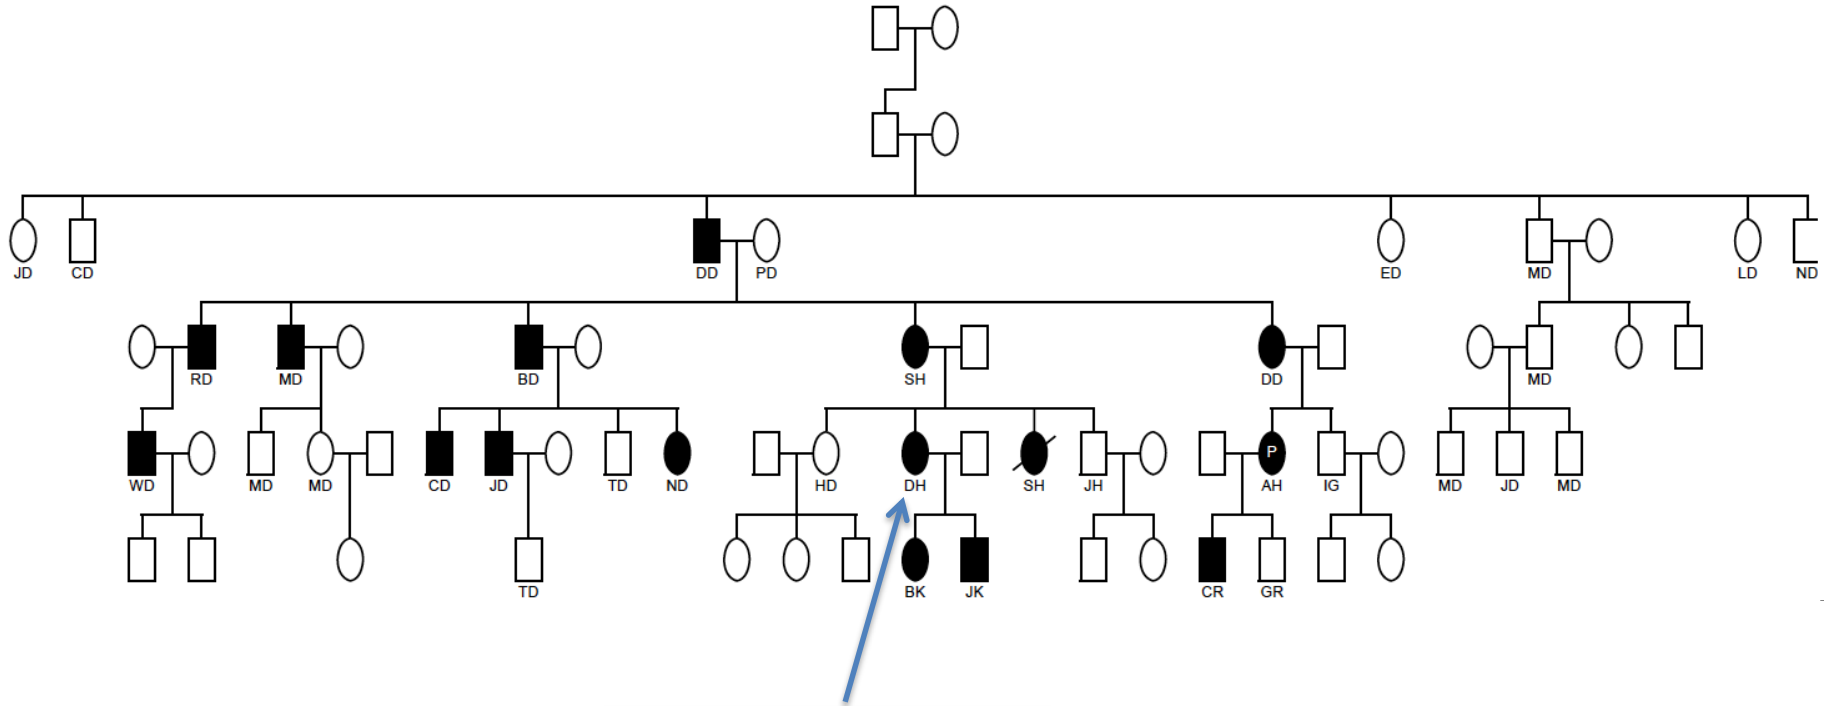 JD CD DD PD ED MD LD ND
RD MD BD SH DD MD
P
WD MD MD CD JD TD ND HD DH SH JH AH IG MD JD MD
TD BK JK CR GR